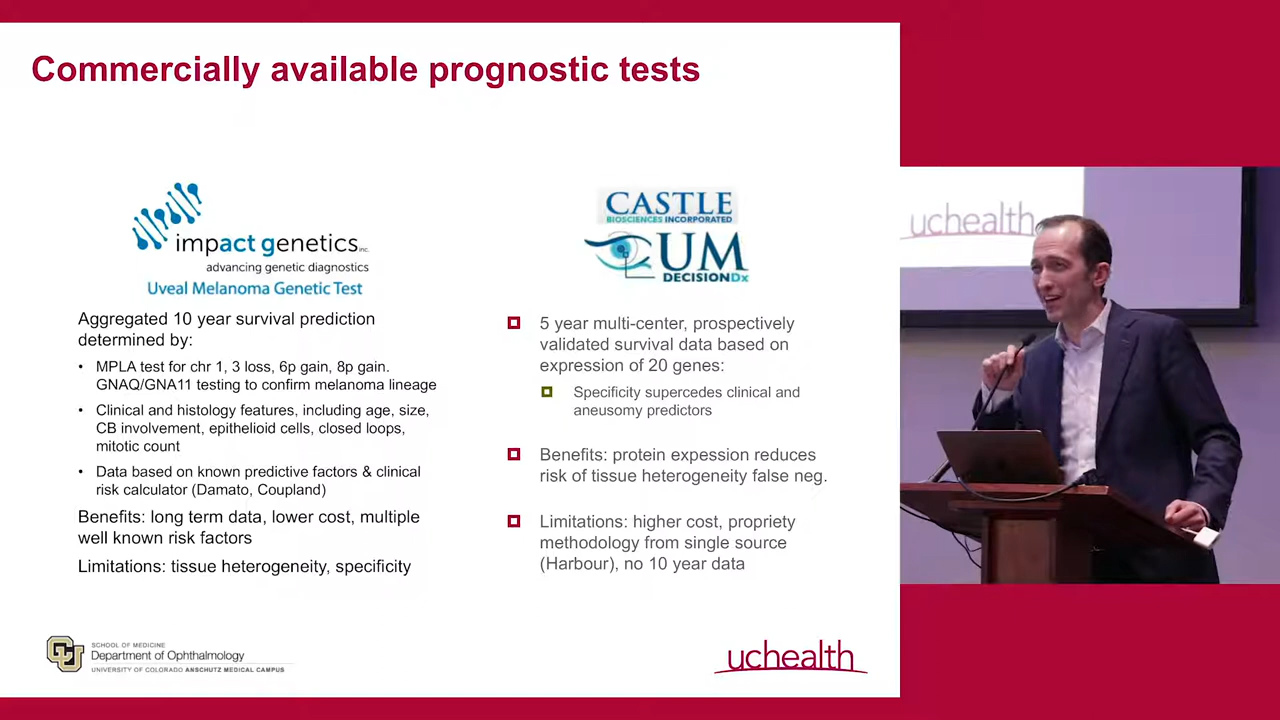 Commercially available prognostic tests
impact genetics inc.
advancing genetic diagnostics
Uveal Melanoma Genetic Test
Aggregated 10 year survival prediction
determined by:
• MPLA test for chr 1, 3 loss, 6p gain, 8p gain.
GNAQ/GNA11 testing to confirm melanoma lineage
• Clinical and histology features, including age, size,
CB involvement, epithelioid cells, closed loops,
mitotic count
• Data based on known predictive factors & clinical
risk calculator (Damato, Coupland)
Benefits: long term data, lower cost, multiple
well known risk factors
Limitations: tissue heterogeneity, specificity
CASTLE
BIOSCIENCES INCORPORATED
UM
DECISIONDx
5 year multi-center, prospectively
validated survival data based on
expression of 20 genes:
Specificity supercedes clinical and
aneusomy predictors
Benefits: protein expession reduces
risk of tissue heterogeneity false neg.
Limitations: higher cost, propriety
methodology from single source
(Harbour), no 10 year data
SCHOOL OF MEDICINE
Department of Ophthalmology
UNIVERSITY OF COLORADO ANSCHUTZ MEDICAL CAMPUS
uchealth
uchealth